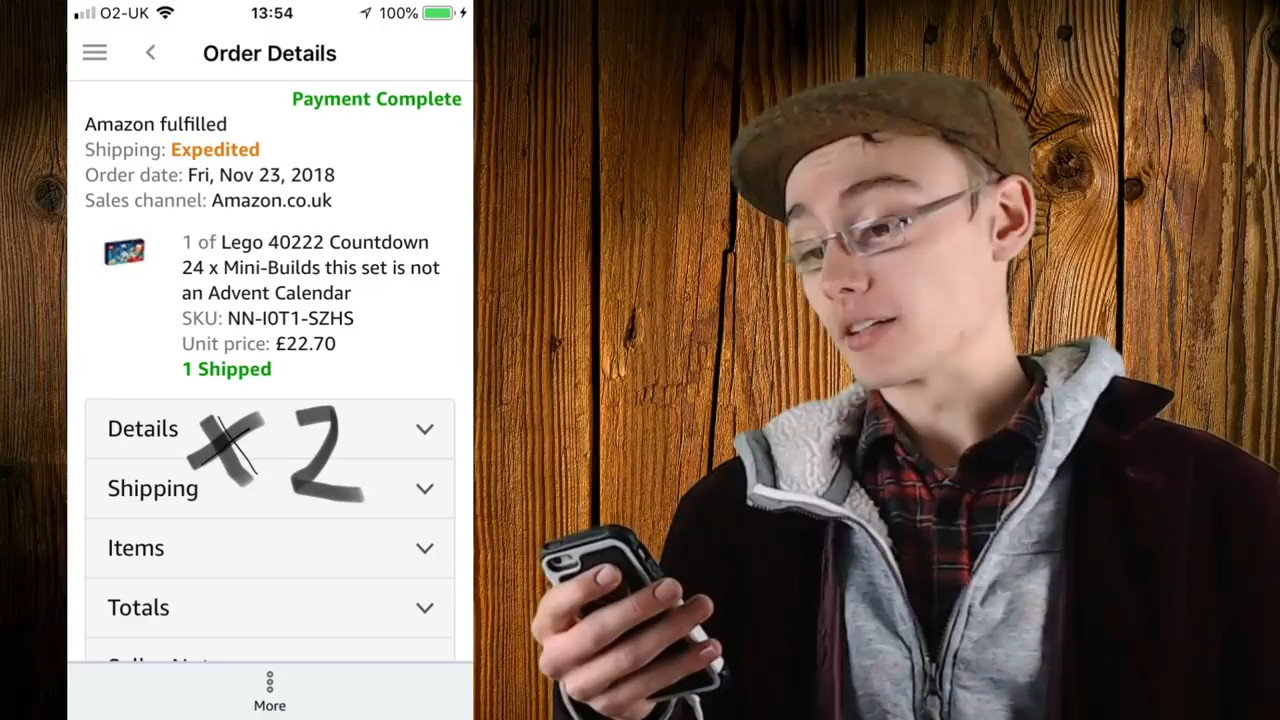 O2-UK 13:54 100%
Order Details
Payment Complete
Amazon fulfilled
Shipping: Expedited
Order date: Fri, Nov 23, 2018
Sales channel: Amazon.co.uk
1 of Lego 40222 Countdown
24 x Mini-Builds this set is not
an Advent Calendar
SKU: NN-I0T1-SZHS
Unit price: £22.70
1 Shipped
Details
X 2
Shipping
Items
Totals
More